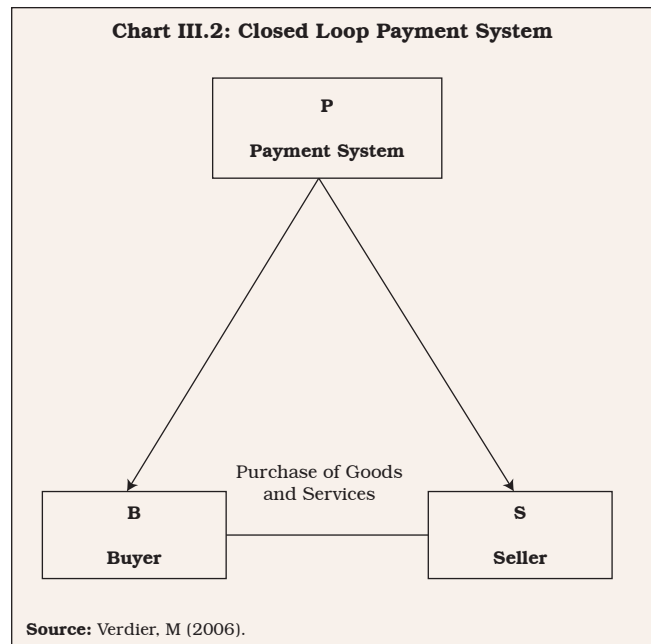 Chart III.2: Closed Loop Payment System
P
Payment System
Purchase of Goods
and Services
B
Buyer
S
Seller
Source: Verdier, M (2006).